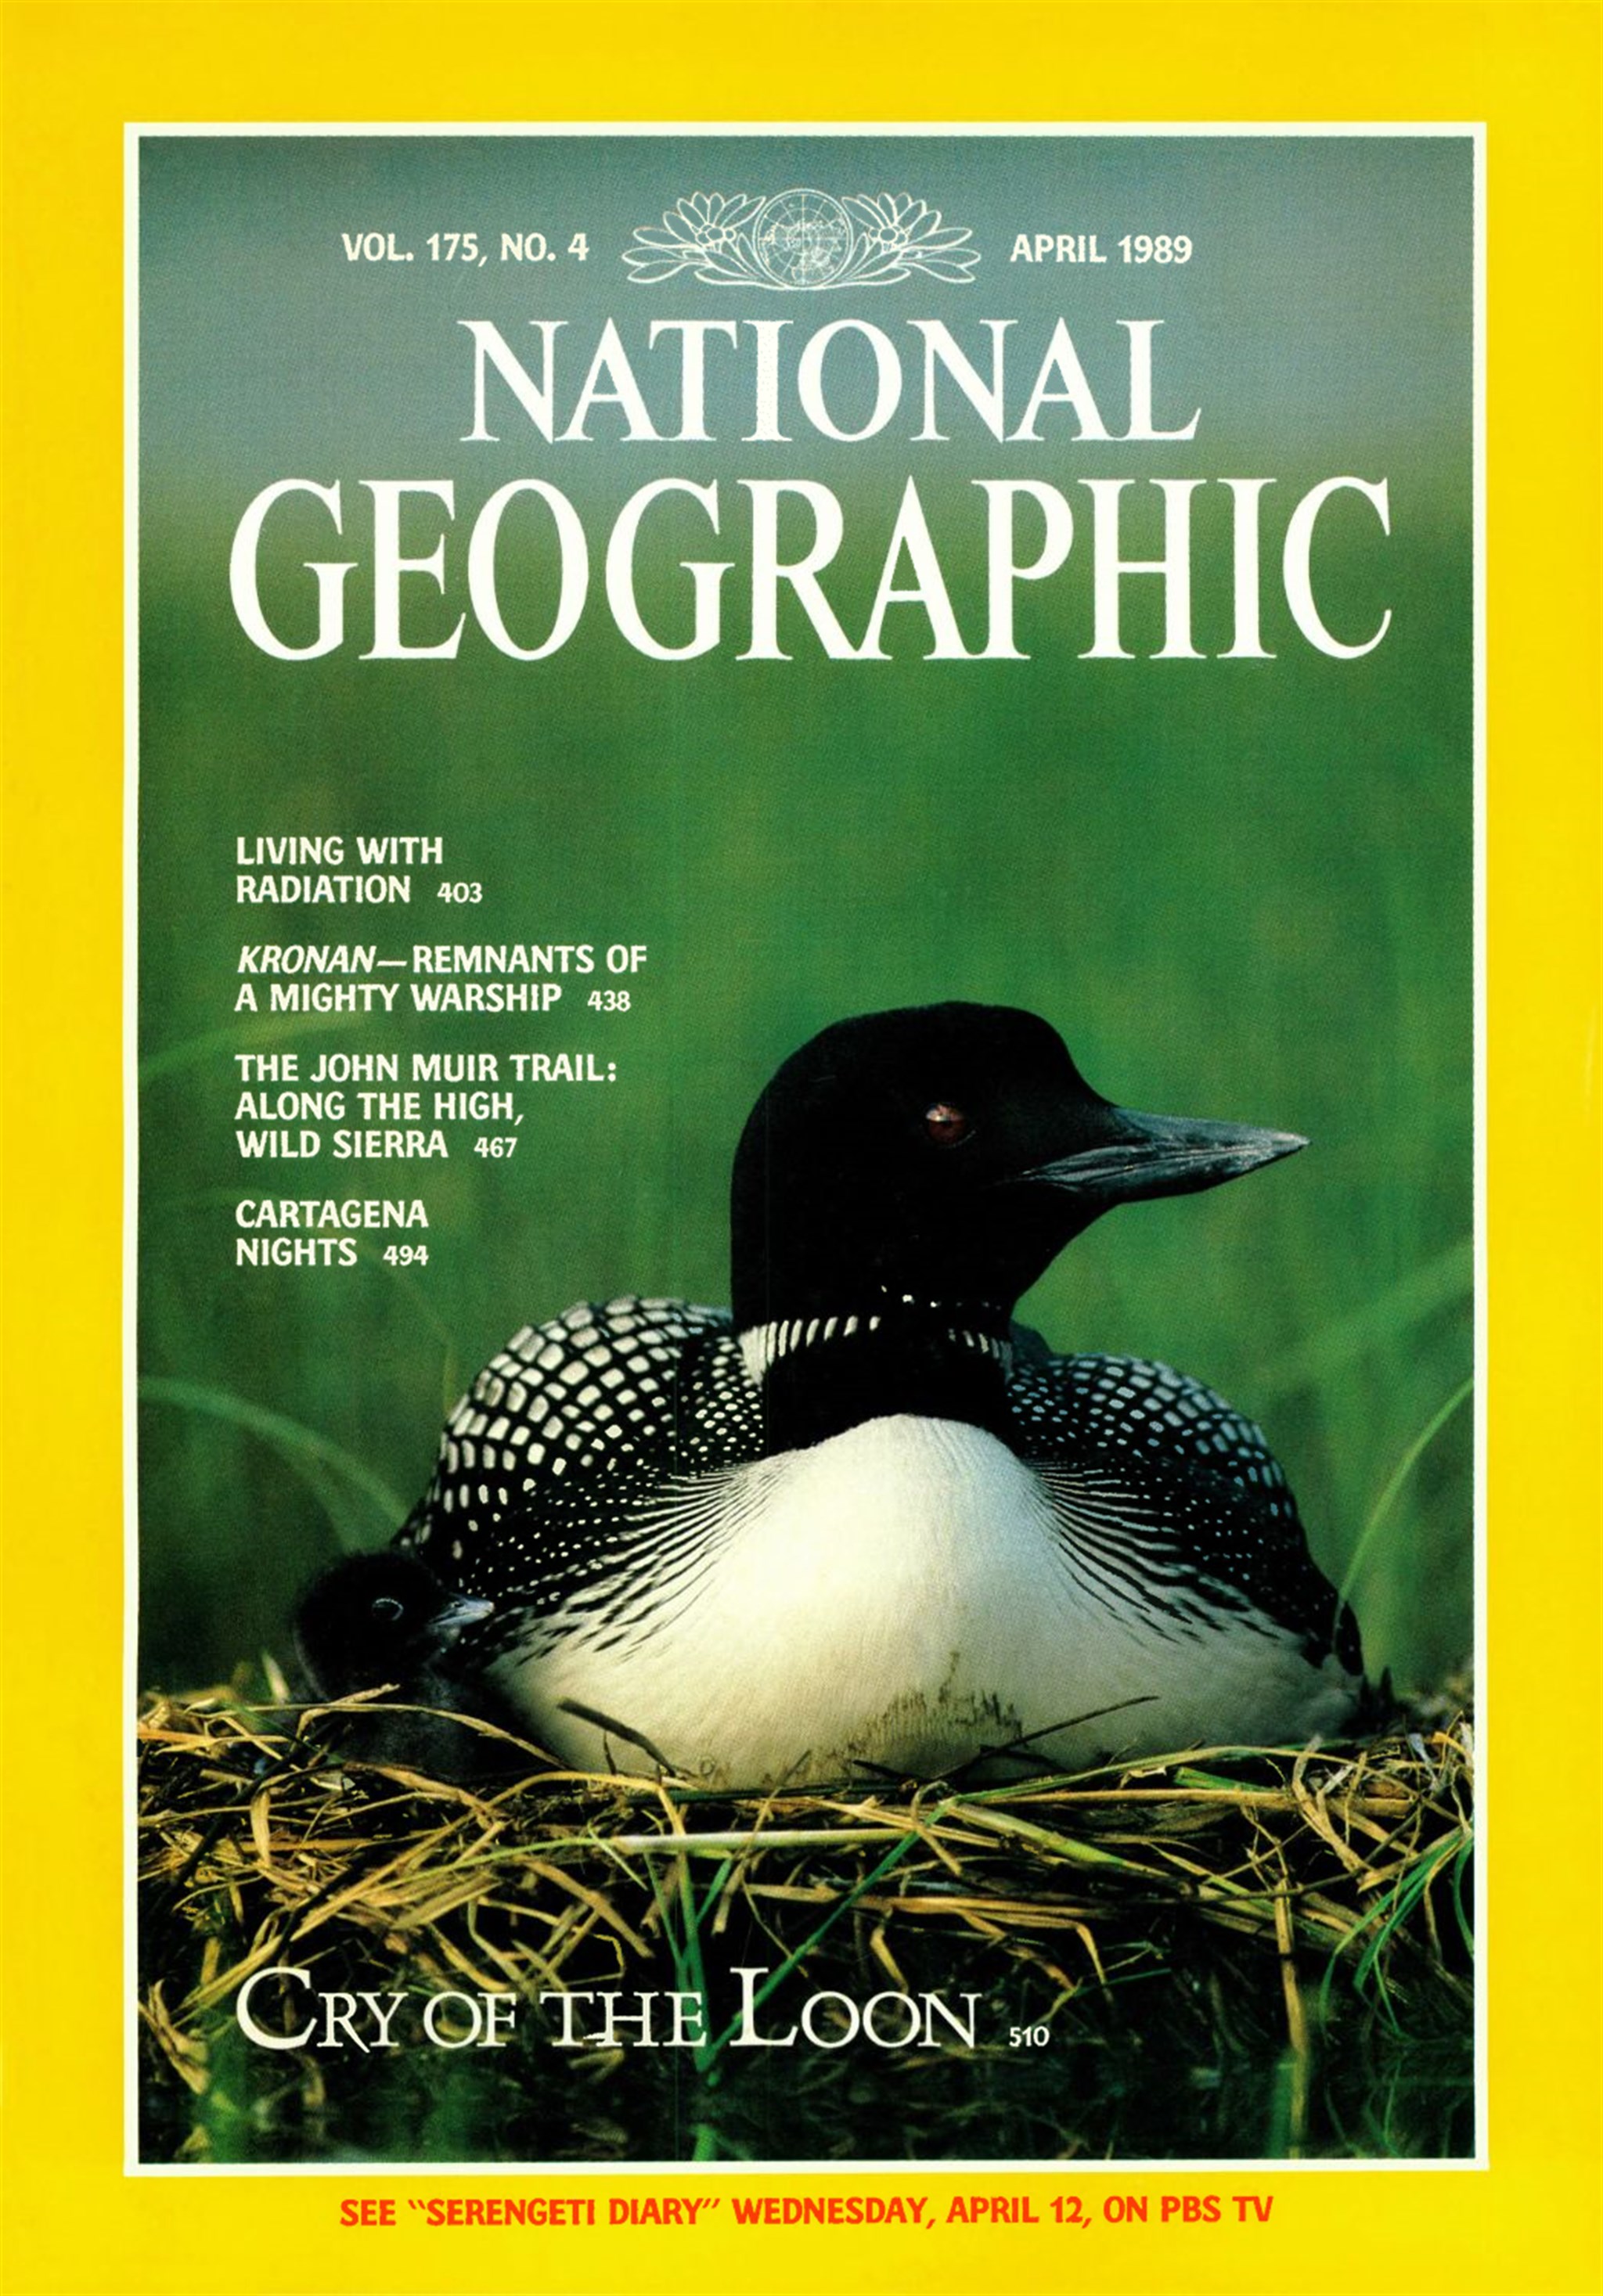 VOL. 175, NO. 4
APRIL 1989
NATIONAL
GEOGRAPHIC
LIVING WITH
RADIATION 403
KRONAN—REMNANTS OF
A MIGHTY WARSHIP 438
THE JOHN MUIR TRAIL:
ALONG THE HIGH,
WILD SIERRA 467
CARTAGENA
NIGHTS 494
CRY OF THE LOON 510
SEE "SERENGETI DIARY" WEDNESDAY, APRIL 12, ON PBS TV